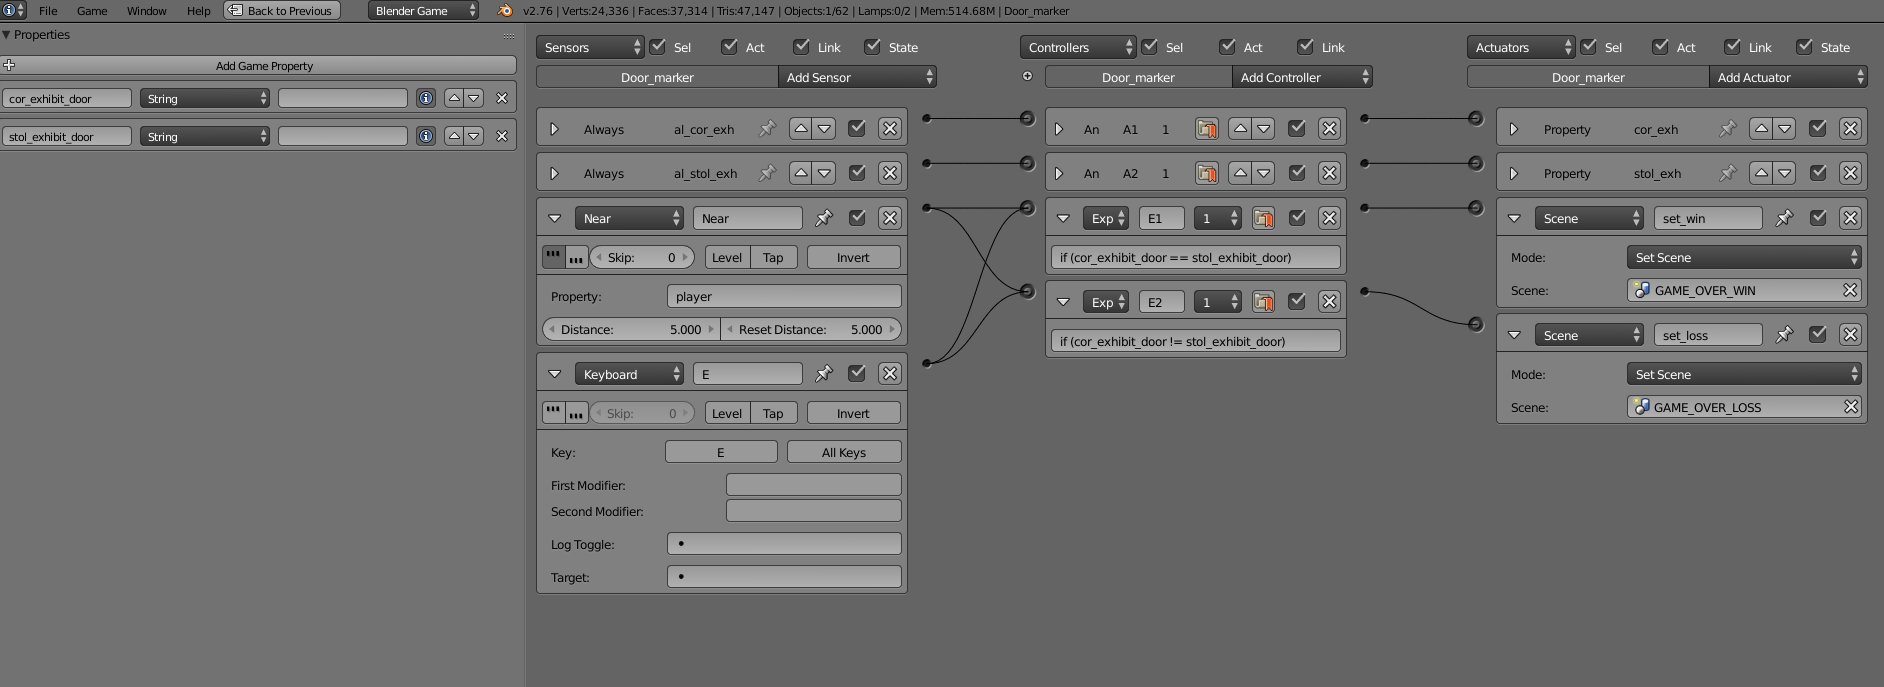 File Game Window Help Back to Previous Blender Game v2.76 | Verts:24,336 | Faces:37,314 | Tris:47,147 | Objects:1/62 | Lamps:0/2 | Mem:514.68M | Door_marker
Properties
Add Game Property
cor_exhibit_door String
stol_exhibit_door String
Sensors Sel Act Link State
Door_marker Add Sensor
Always al_cor_exh
Always al_stol_exh
Near Near
Skip: 0 Level Tap Invert
Property: player
Distance: 5.000 Reset Distance: 5.000
Keyboard E
Skip: 0 Level Tap Invert
Key: E All Keys
First Modifier:
Second Modifier:
Log Toggle: •
Target: •
Controllers Sel Act Link
Door_marker Add Controller
An A1 1
An A2 1
Exp E1 1
if (cor_exhibit_door == stol_exhibit_door)
Exp E2 1
if (cor_exhibit_door != stol_exhibit_door)
Actuators Sel Act Link State
Door_marker Add Actuator
Property cor_exh
Property stol_exh
Scene set_win
Mode: Set Scene
Scene: GAME_OVER_WIN
Scene set_loss
Mode: Set Scene
Scene: GAME_OVER_LOSS